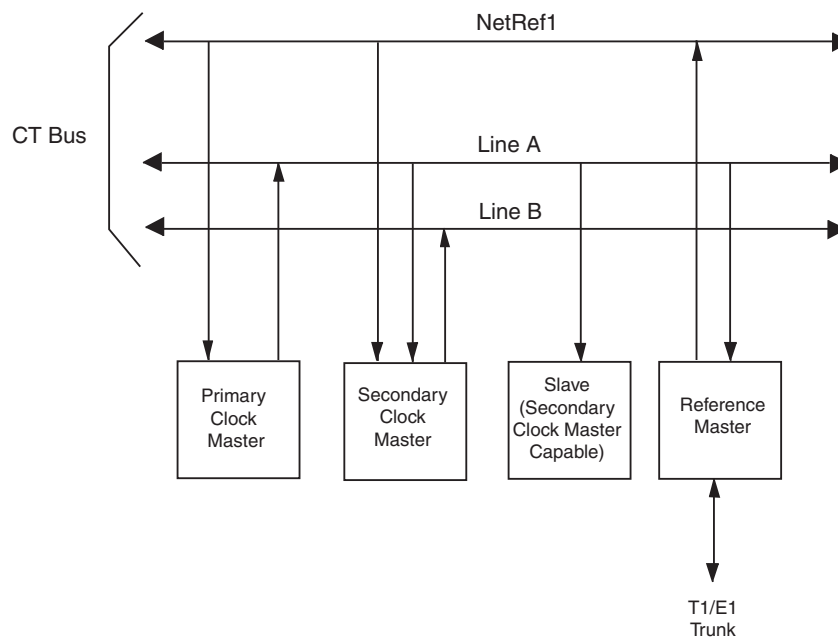 NetRef1
CT Bus
Line A
Line B
Primary
Clock
Master
Secondary
Clock
Master
Slave
(Secondary
Clock Master
Capable)
Reference
Master
T1/E1
Trunk